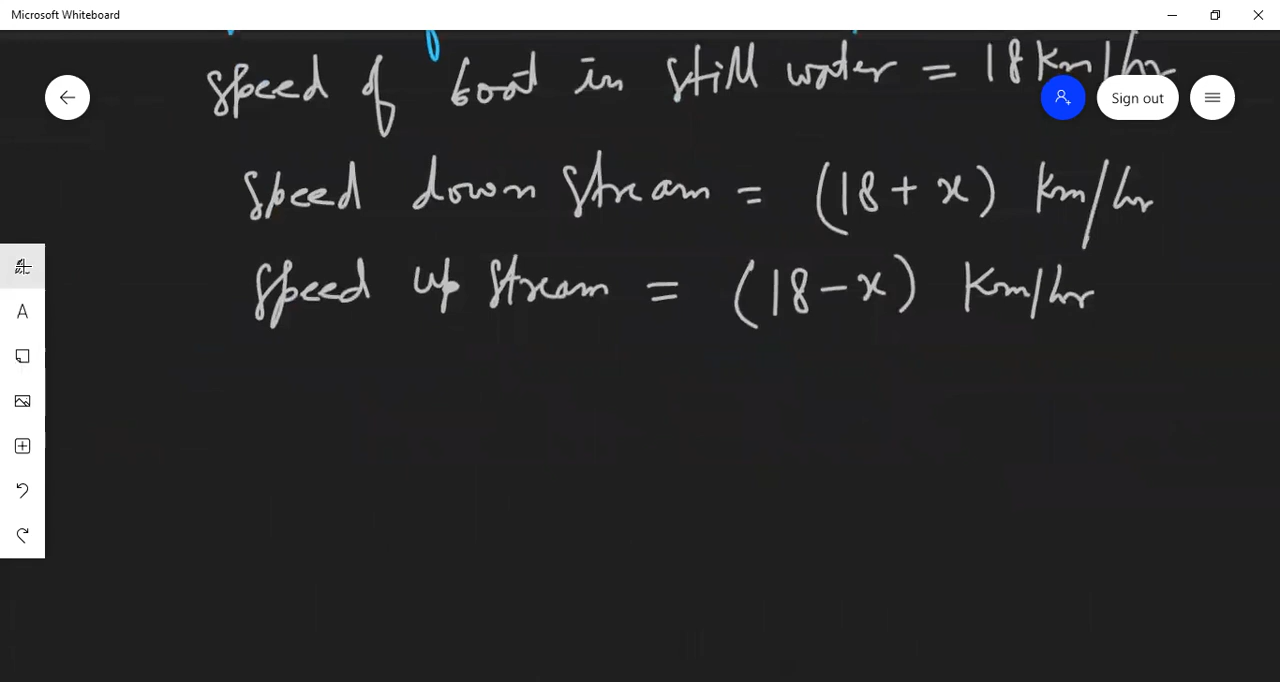 Microsoft Whiteboard
speed of boat in still water = 18 Km/hr
Sign out
speed down stream = (18 + x) Km/hr
speed up stream = (18 - x) Km/hr
A